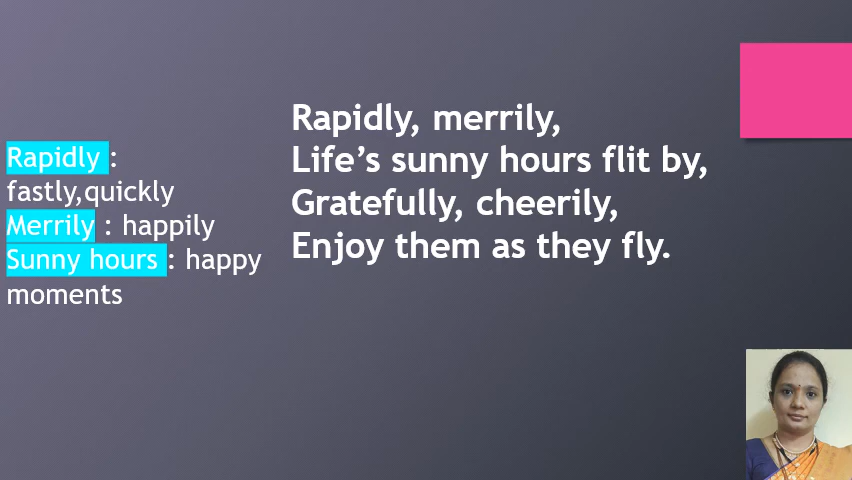 Rapidly :
fastly,quickly
Merrily : happily
Sunny hours : happy
moments
Rapidly, merrily,
Life’s sunny hours flit by,
Gratefully, cheerily,
Enjoy them as they fly.